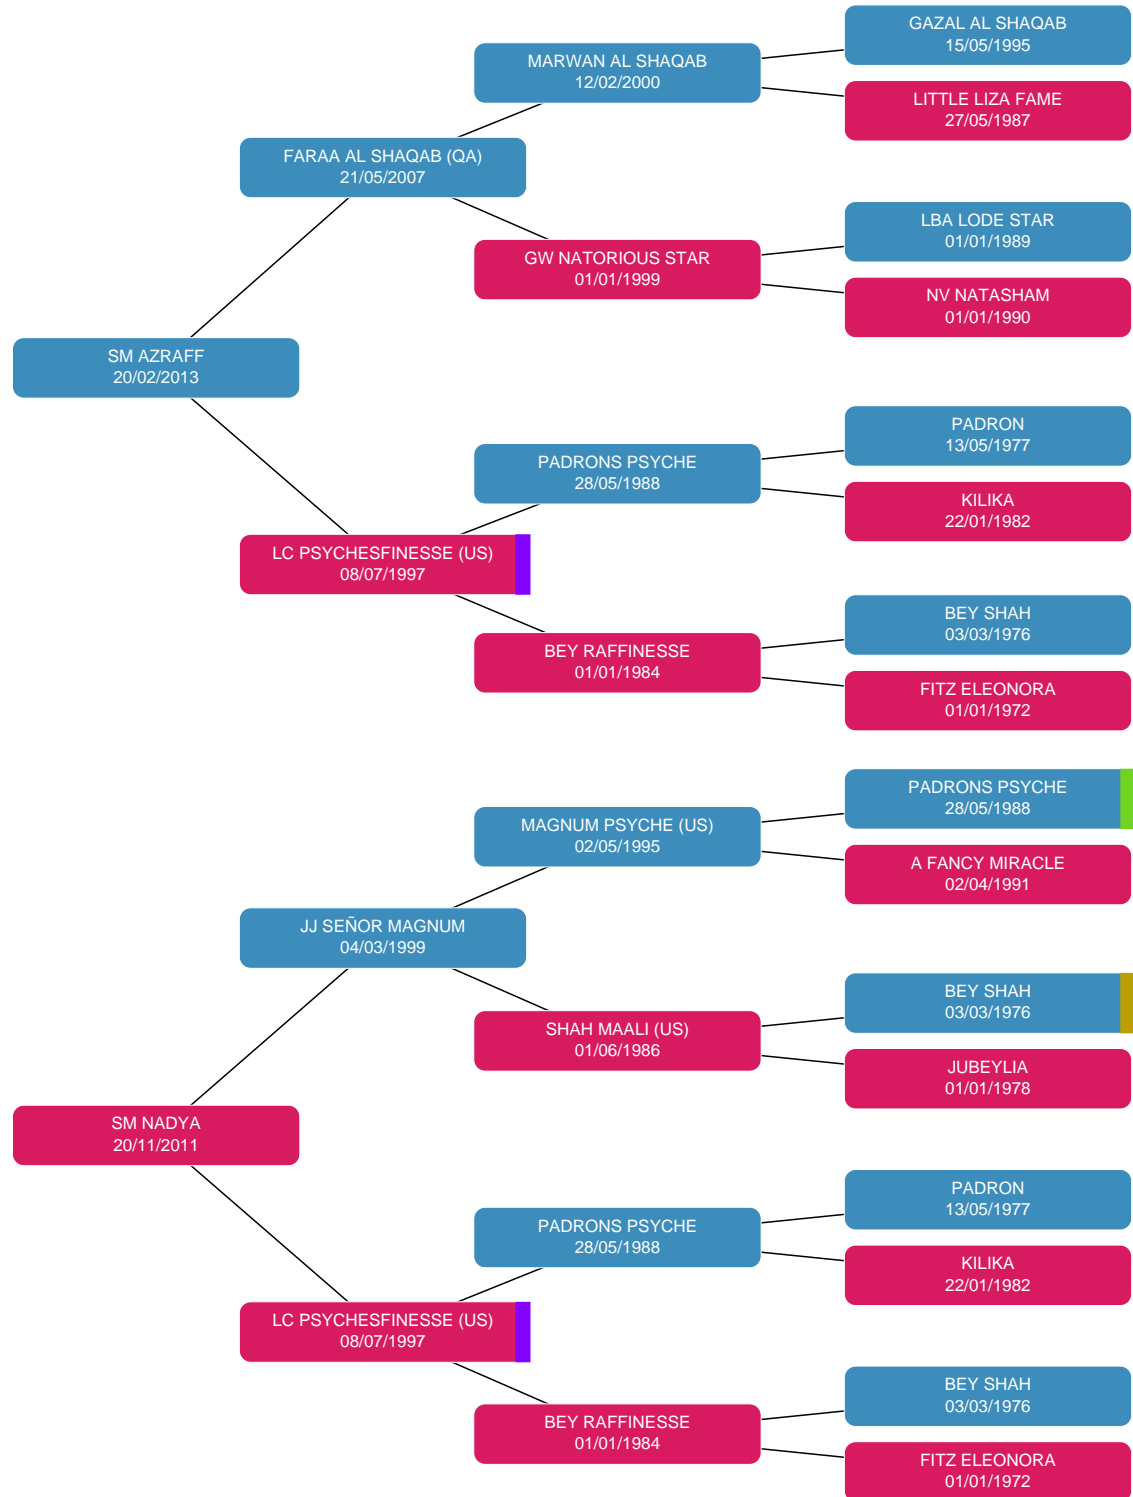 GAZAL AL SHAQAB
15/05/1995
MARWAN AL SHAQAB
12/02/2000
LITTLE LIZA FAME
27/05/1987
FARAA AL SHAQAB (QA)
21/05/2007
LBA LODE STAR
01/01/1989
GW NATORIOUS STAR
01/01/1999
NV NATASHAM
01/01/1990
SM AZRAFF
20/02/2013
PADRON
13/05/1977
PADRONS PSYCHE
28/05/1988
KILIKA
22/01/1982
LC PSYCHESFINESSE (US)
08/07/1997
BEY SHAH
03/03/1976
BEY RAFFINESSE
01/01/1984
FITZ ELEONORA
01/01/1972
PADRONS PSYCHE
28/05/1988
MAGNUM PSYCHE (US)
02/05/1995
A FANCY MIRACLE
02/04/1991
JJ SEÑOR MAGNUM
04/03/1999
BEY SHAH
03/03/1976
SHAH MAALI (US)
01/06/1986
JUBEYLIA
01/01/1978
SM NADYA
20/11/2011
PADRON
13/05/1977
PADRONS PSYCHE
28/05/1988
KILIKA
22/01/1982
LC PSYCHESFINESSE (US)
08/07/1997
BEY SHAH
03/03/1976
BEY RAFFINESSE
01/01/1984
FITZ ELEONORA
01/01/1972